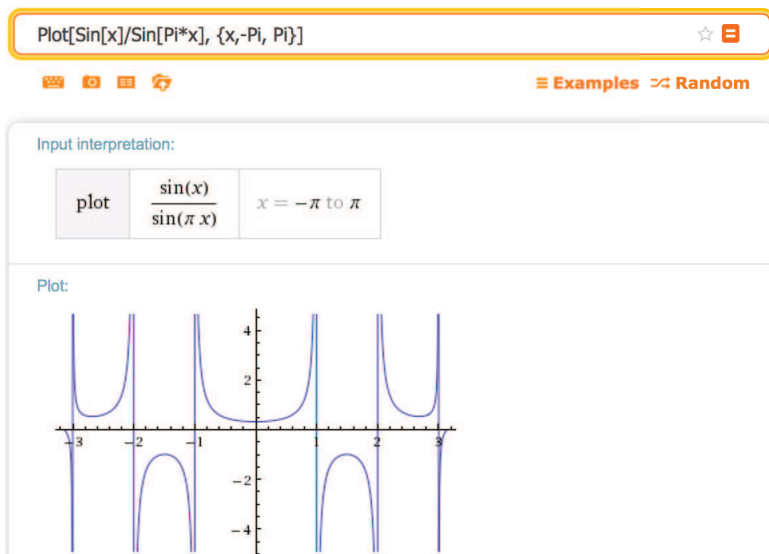 Plot[Sin[x]/Sin[Pi*x], {x,-Pi, Pi}]
Examples Random
Input interpretation:
plot sin(x)/sin(π x) x = −π to π
Plot:
4
2
−3 −2 −1 1 2 3
−2
−4